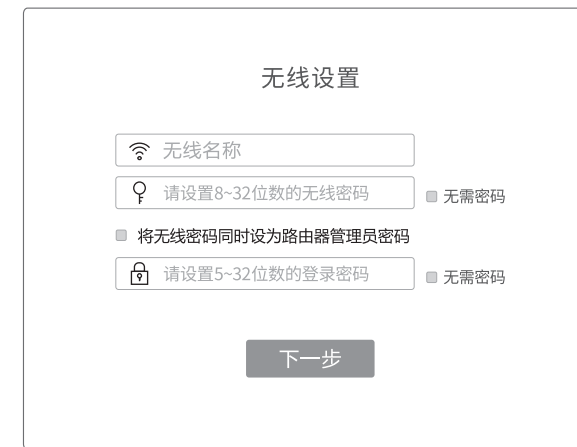 无线设置
无线名称
请设置8~32位数的无线密码
无需密码
将无线密码同时设为路由器管理员密码
请设置5~32位数的登录密码
无需密码
下一步